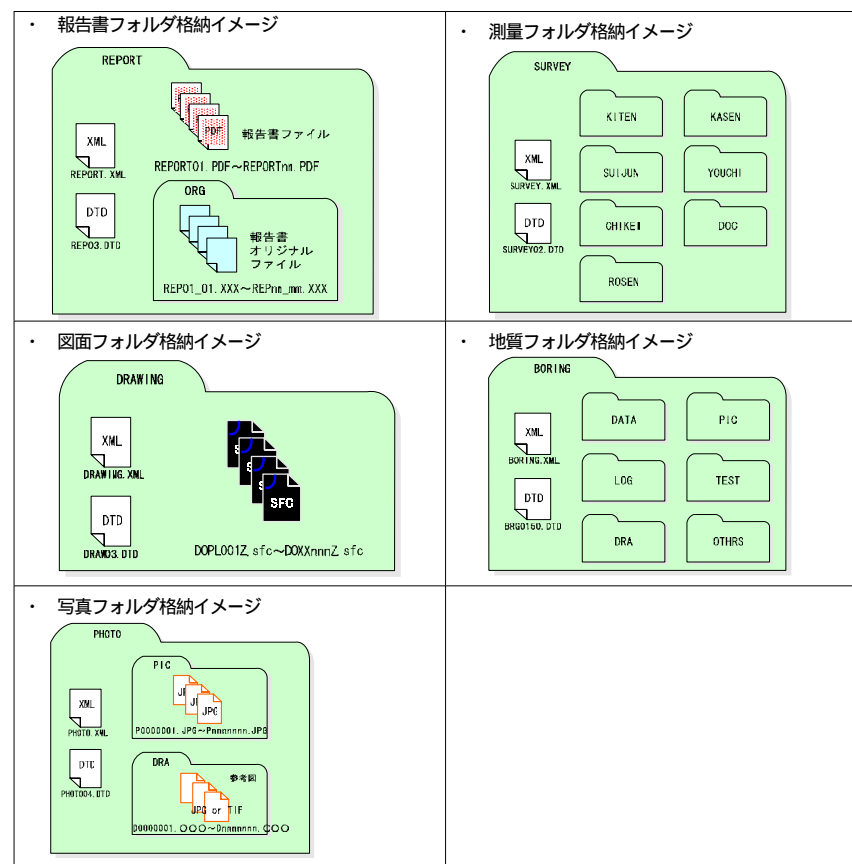 ・ 報告書フォルダ格納イメージ
REPORT
PDF
報告書ファイル
XML
REPORT.XML
REPORT01.PDF～REPORTnn.PDF
DTD
REP03.DTD
ORG
報告書
オリジナル
ファイル
REP01_01.XXX～REPnn_mm.XXX
・ 測量フォルダ格納イメージ
SURVEY
KITEN
KASEN
XML
SURVEY.XML
SUIJUN
YOUCHI
DTD
SURVEY02.DTD
CHIKEI
DOC
ROSEN
・ 図面フォルダ格納イメージ
DRAWING
XML
DRAWING.XML
SFC
DTD
DRAW03.DTD
D0PL001Z.sfc～D0XXnnnZ.sfc
・ 地質フォルダ格納イメージ
BORING
DATA
PIC
XML
BORING.XML
LOG
TEST
DTD
BRG0150.DTD
DRA
OTHRS
・ 写真フォルダ格納イメージ
PHOTO
PIC
JPG
XML
PHOTO.XML
P0000001.JPG～Pnnnnnnn.JPG
DTD
PHOTO04.DTD
DRA
参考図
JPG or TIF
D0000001.〇〇〇～Dnnnnnnn.〇〇〇